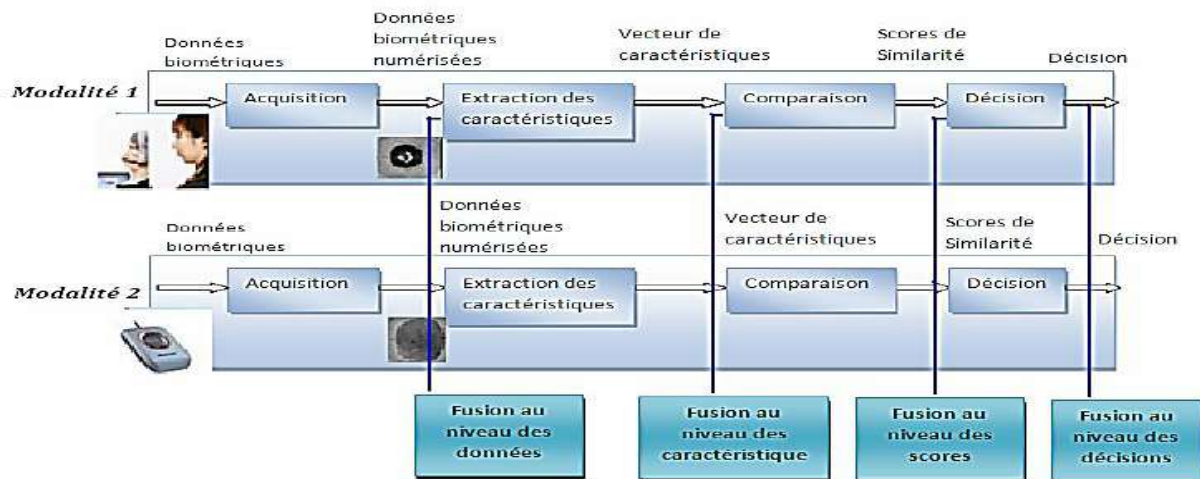 Données
biométriques
Données
biométriques
numérisées
Vecteur de
caractéristiques
Scores de
Similarité
Décision
Modalité 1
Acquisition
Extraction des
caractéristiques
Comparaison
Décision
Données
biométriques
Données
biométriques
numérisées
Vecteur de
caractéristiques
Scores de
Similarité
Décision
Modalité 2
Acquisition
Extraction des
caractéristiques
Comparaison
Décision
Fusion au
niveau des
données
Fusion au
niveau des
caractéristique
Fusion au
niveau des
scores
Fusion au
niveau des
décisions